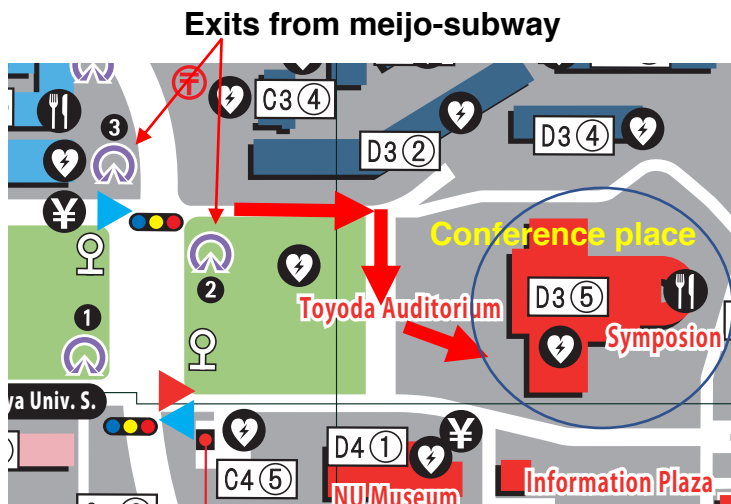 Exits from meijo-subway
〒
C3④
3
D3②
D3④
¥
Conference place
2
D3⑤
Toyoda Auditorium
1
Symposion
ya Univ. S.
¥
D4①
C4⑤
Information Plaza
NU Museum